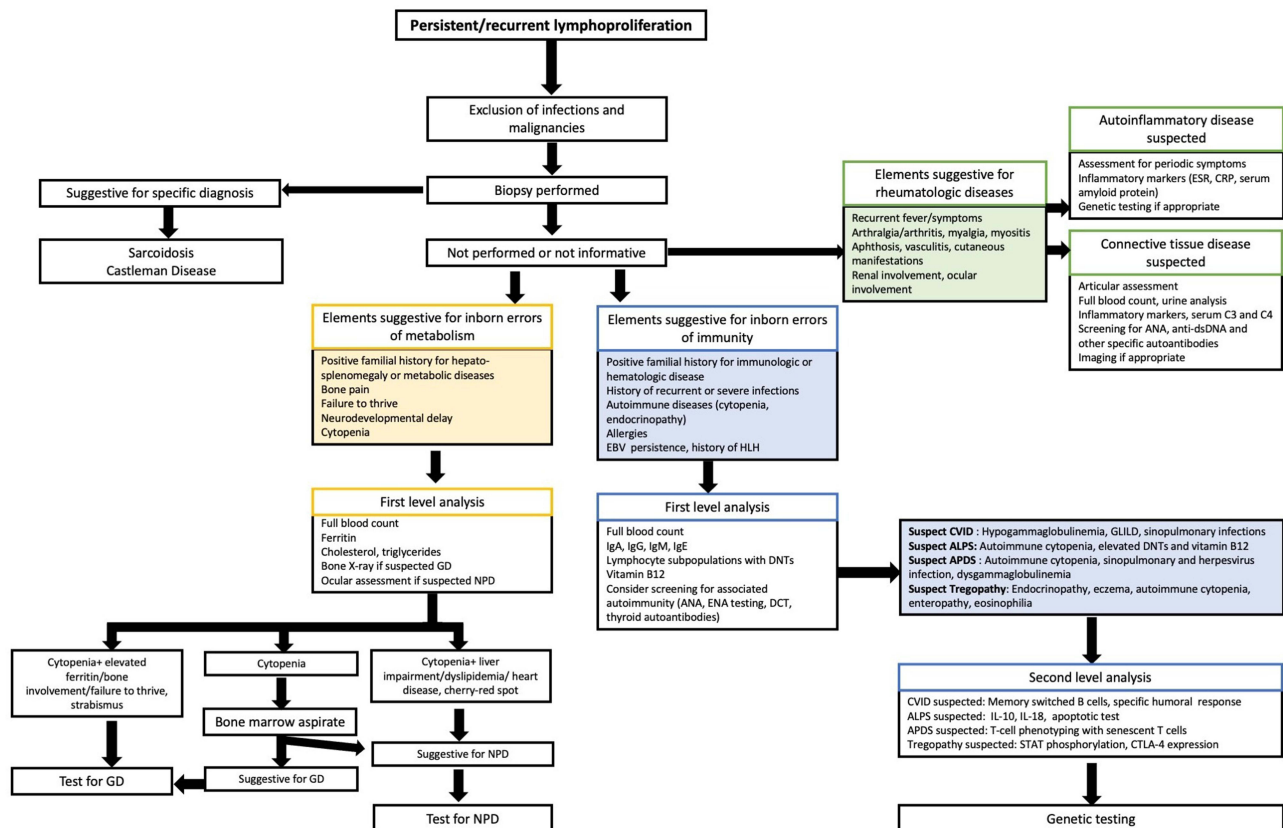 Persistent/recurrent lymphoproliferation
Exclusion of infections and
malignancies
Biopsy performed
Suggestive for specific diagnosis
Sarcoidosis
Castleman Disease
Not performed or not informative
Elements suggestive for
rheumatologic diseases
Recurrent fever/symptoms
Arthralgia/arthritis, myalgia, myositis
Aphthosis, vasculitis, cutaneous
manifestations
Renal involvement, ocular
involvement
Autoinflammatory disease
suspected
Assessment for periodic symptoms
Inflammatory markers (ESR, CRP, serum
amyloid protein)
Genetic testing if appropriate
Connective tissue disease
suspected
Articular assessment
Full blood count, urine analysis
Inflammatory markers, serum C3 and C4
Screening for ANA, anti-dsDNA and
other specific autoantibodies
Imaging if appropriate
Elements suggestive for inborn errors
of metabolism
Positive familial history for hepato-
splenomegaly or metabolic diseases
Bone pain
Failure to thrive
Neurodevelopmental delay
Cytopenia
Elements suggestive for inborn errors
of immunity
Positive familial history for immunologic or
hematologic disease
History of recurrent or severe infections
Autoimmune diseases (cytopenia,
endocrinopathy)
Allergies
EBV persistence, history of HLH
First level analysis
Full blood count
Ferritin
Cholesterol, triglycerides
Bone X-ray if suspected GD
Ocular assessment if suspected NPD
First level analysis
Full blood count
IgA, IgG, IgM, IgE
Lymphocyte subpopulations with DNTs
Vitamin B12
Consider screening for associated
autoimmunity (ANA, ENA testing, DCT,
thyroid autoantibodies)
Suspect CVID : Hypogammaglobulinemia, GLILD, sinopulmonary infections
Suspect ALPS: Autoimmune cytopenia, elevated DNTs and vitamin B12
Suspect APDS : Autoimmune cytopenia, sinopulmonary and herpesvirus
infection, dysgammaglobulinemia
Suspect Tregopathy: Endocrinopathy, eczema, autoimmune cytopenia,
enteropathy, eosinophilia
Second level analysis
CVID suspected: Memory switched B cells, specific humoral response
ALPS suspected: IL-10, IL-18, apoptotic test
APDS suspected: T-cell phenotyping with senescent T cells
Tregopathy suspected: STAT phosphorylation, CTLA-4 expression
Genetic testing
Cytopenia+ elevated
ferritin/bone
involvement/failure to thrive,
strabismus
Cytopenia
Cytopenia+ liver
impairment/dyslipidemia/ heart
disease, cherry-red spot
Bone marrow aspirate
Test for GD
Suggestive for GD
Suggestive for NPD
Test for NPD